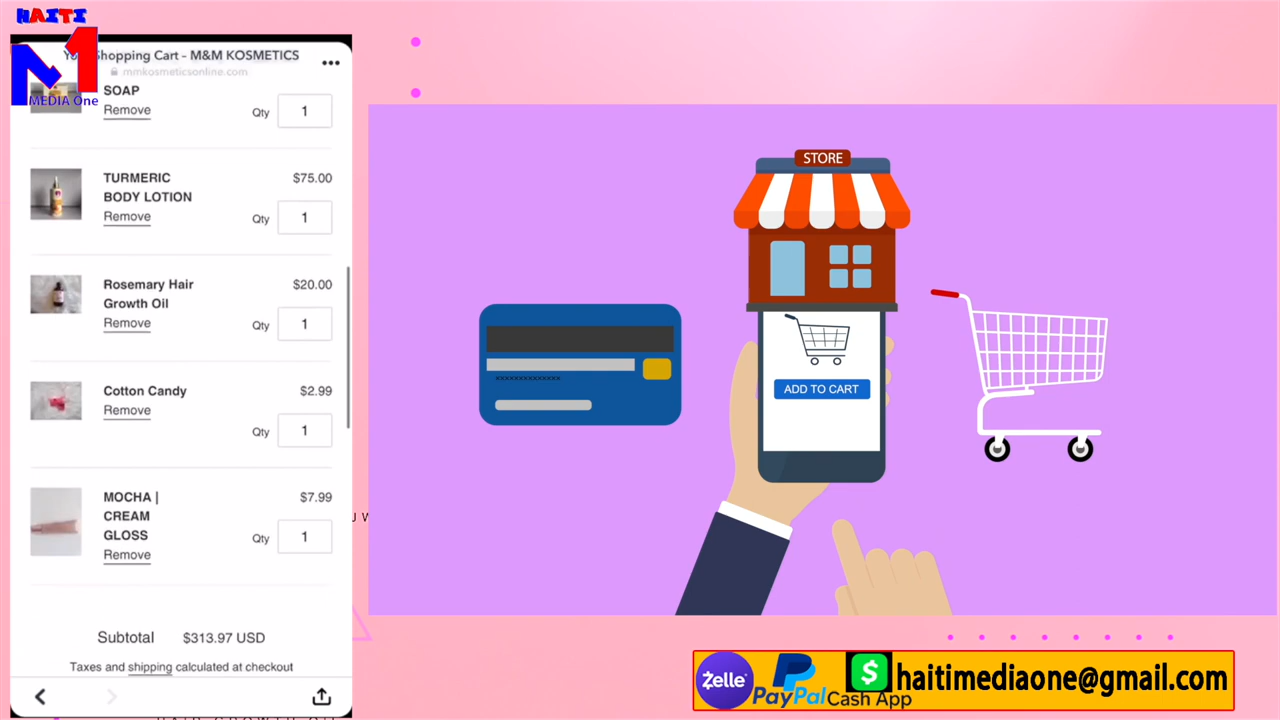 HAITI
M1
MEDIA One
Shopping Cart – M&M KOSMETICS
mmkosmeticsonline.com
SOAP
Remove
Qty 1
TURMERIC $75.00
BODY LOTION
Remove
Qty 1
Rosemary Hair $20.00
Growth Oil
Remove
Qty 1
Cotton Candy $2.99
Remove
Qty 1
MOCHA | $7.99
CREAM
GLOSS
Remove
Qty 1
Subtotal $313.97 USD
Taxes and shipping calculated at checkout
STORE
ADD TO CART
Zelle
PayPal
$
Cash App
haitimediaone@gmail.com